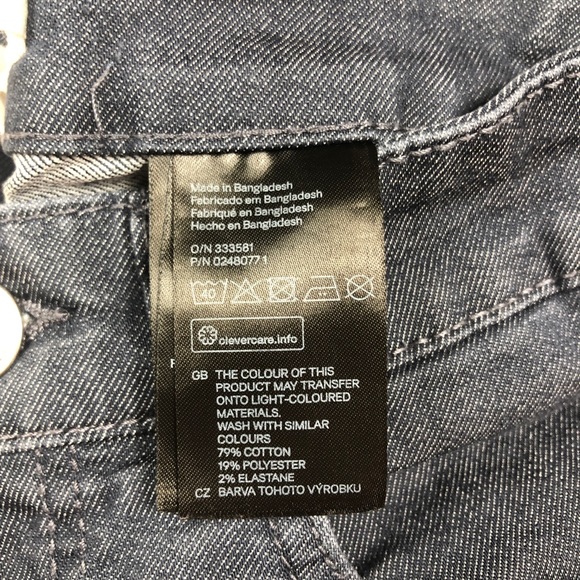 Made in Bangladesh
Fabricado em Bangladesh
Fabriqué en Bangladesh
Hecho en Bangladesh
O/N 333581
P/N 02480771
40
clevercare.info
F
GB THE COLOUR OF THIS
PRODUCT MAY TRANSFER
ONTO LIGHT-COLOURED
MATERIALS.
WASH WITH SIMILAR
COLOURS
79% COTTON
19% POLYESTER
2% ELASTANE
CZ BARVA TOHOTO VÝROBKU